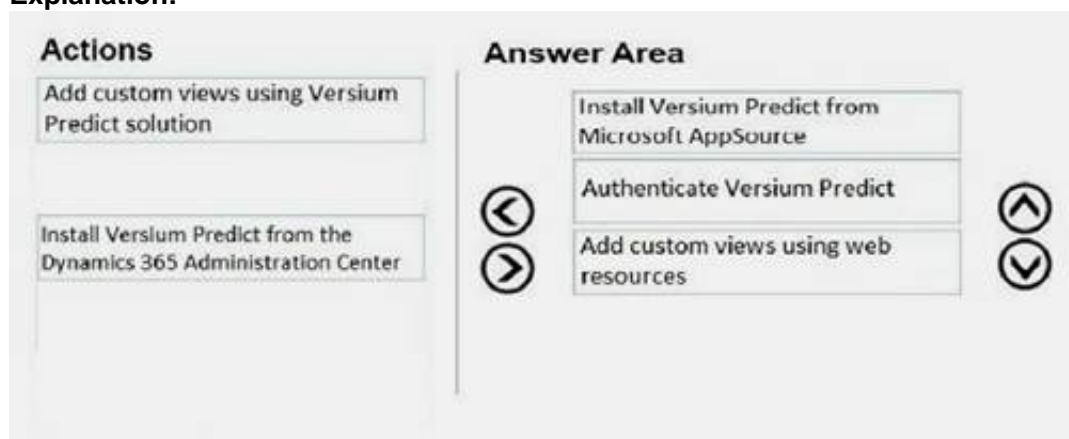 Explanation:
Actions
Add custom views using Versium
Predict solution
Install Versium Predict from the
Dynamics 365 Administration Center
Answer Area
Install Versium Predict from
Microsoft AppSource
Authenticate Versium Predict
Add custom views using web
resources